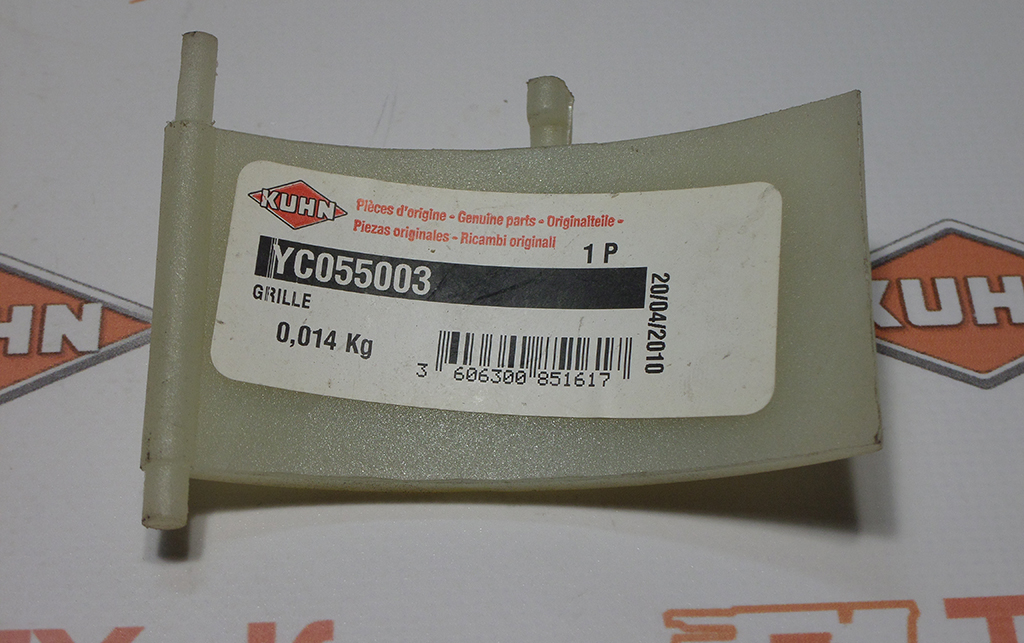 KUHN
Pièces d'origine - Genuine parts - Originalteile -
Piezas originales - Ricambi originali
1 P
YC055003
GRILLE
0,014 Kg
20/04/2010
3 606300 851617
KUHN